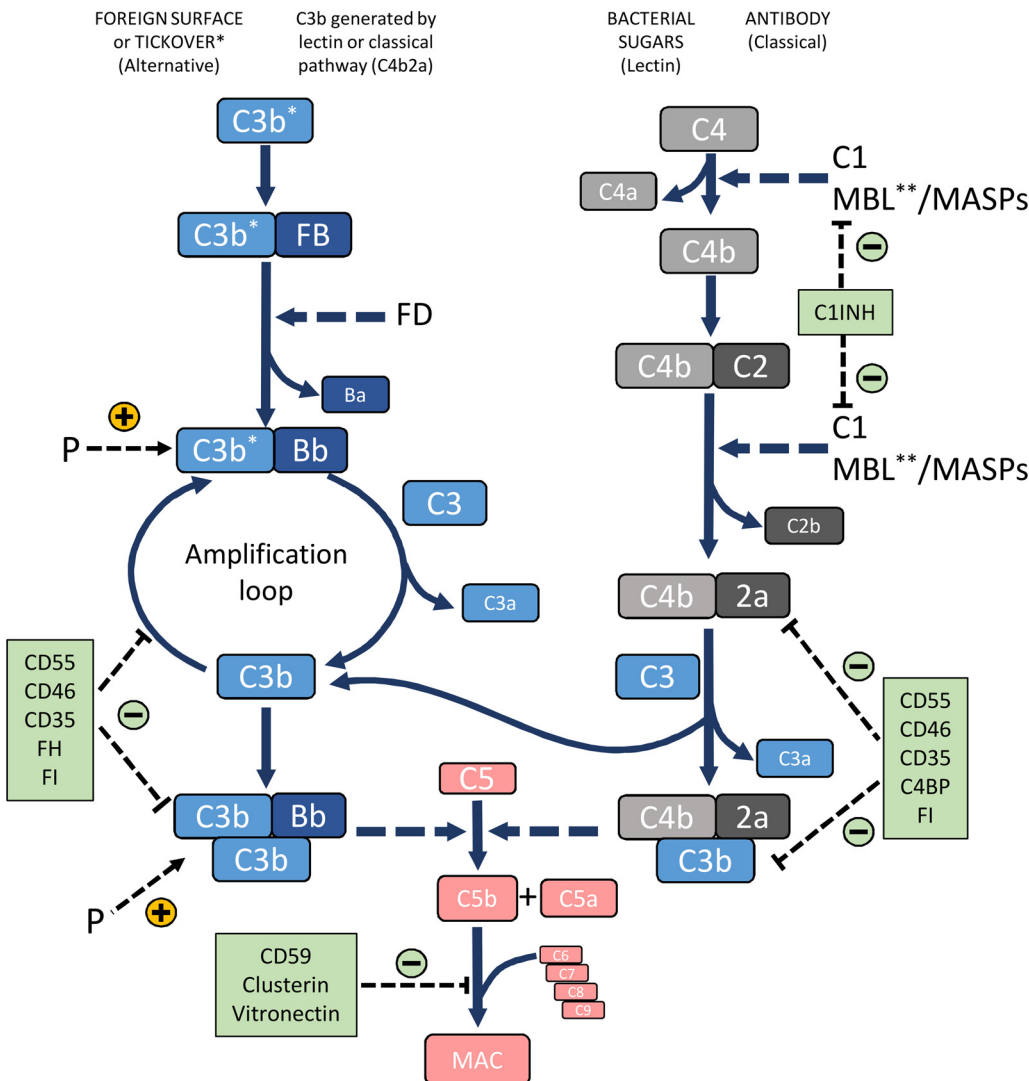 FOREIGN SURFACE
or TICKOVER*
(Alternative)
C3b generated by
lectin or classical
pathway (C4b2a)
BACTERIAL
SUGARS
(Lectin)
ANTIBODY
(Classical)
C3b*
C3b*
FB
FD
Ba
P
+
C3b*
Bb
C3
Amplification
loop
C3a
C3b
CD55
CD46
CD35
FH
FI
−
C3b
Bb
C3b
P
+
C4
C4a
C1
MBL**/MASPs
C4b
−
C1INH
−
C4b
C2
C1
MBL**/MASPs
C2b
C4b
2a
C3
C3a
−
CD55
CD46
CD35
C4BP
FI
−
C4b
2a
C3b
C5
C5b
+
C5a
CD59
Clusterin
Vitronectin
−
C6
C7
C8
C9
MAC